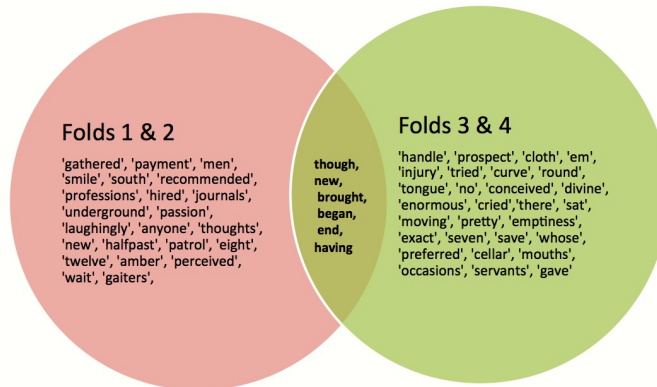 Folds 1 & 2
'gathered', 'payment', 'men',
'smile', 'south', 'recommended',
'professions', 'hired', 'journals',
'underground', 'passion',
'laughingly', 'anyone', 'thoughts',
'new', 'halfpast', 'patrol', 'eight',
'twelve', 'amber', 'perceived',
'wait', 'gaiters',
though,
new,
brought,
began,
end,
having
Folds 3 & 4
'handle', 'prospect', 'cloth', 'em',
'injury', 'tried', 'curve', 'round',
'tongue', 'no', 'conceived', 'divine',
'enormous', 'cried','there', 'sat',
'moving', 'pretty', 'emptiness',
'exact', 'seven', 'save', 'whose',
'preferred', 'cellar', 'mouths',
'occasions', 'servants', 'gave'